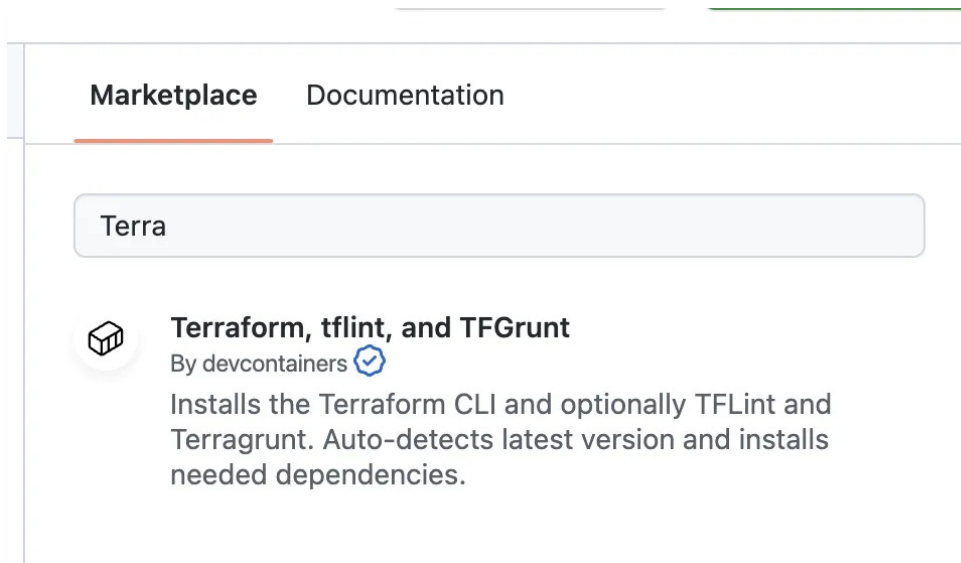 Marketplace Documentation
Terra
Terraform, tflint, and TFGrunt
By devcontainers
Installs the Terraform CLI and optionally TFLint and
Terragrunt. Auto-detects latest version and installs
needed dependencies.